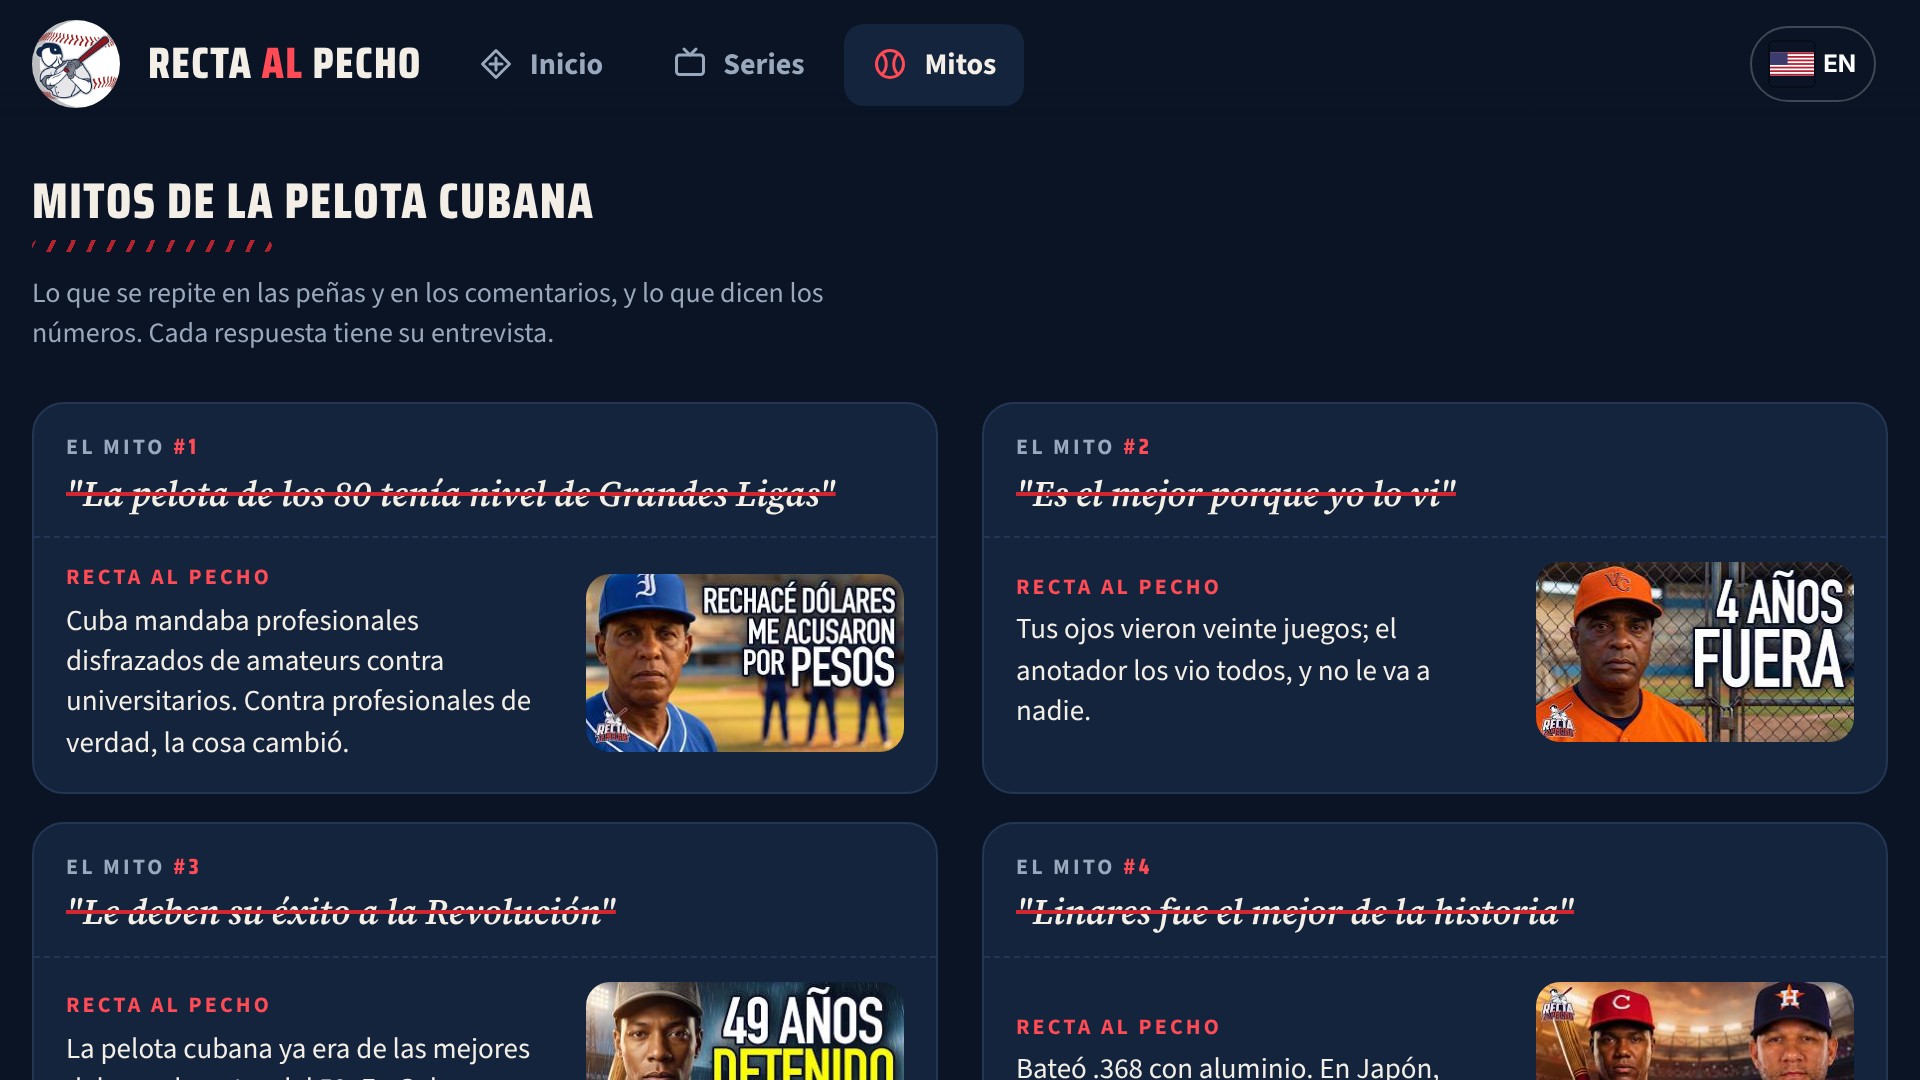 RECTA AL PECHO
Inicio
Series
Mitos
EN
MITOS DE LA PELOTA CUBANA
Lo que se repite en las peñas y en los comentarios, y lo que dicen los
números. Cada respuesta tiene su entrevista.
EL MITO #1
"La pelota de los 80 tenía nivel de Grandes Ligas"
RECTA AL PECHO
Cuba mandaba profesionales
disfrazados de amateurs contra
universitarios. Contra profesionales de
verdad, la cosa cambió.
RECHACÉ DÓLARES
ME ACUSARON
POR PESOS
RECTA
EL MITO #2
"Es el mejor porque yo lo vi"
RECTA AL PECHO
Tus ojos vieron veinte juegos; el
anotador los vio todos, y no le va a
nadie.
VC
4 AÑOS
FUERA
RECTA
EL MITO #3
"Le deben su éxito a la Revolución"
RECTA AL PECHO
La pelota cubana ya era de las mejores
49 AÑOS
DETENIDO
EL MITO #4
"Linares fue el mejor de la historia"
RECTA AL PECHO
Bateó .368 con aluminio. En Japón,
RECTA
C
H